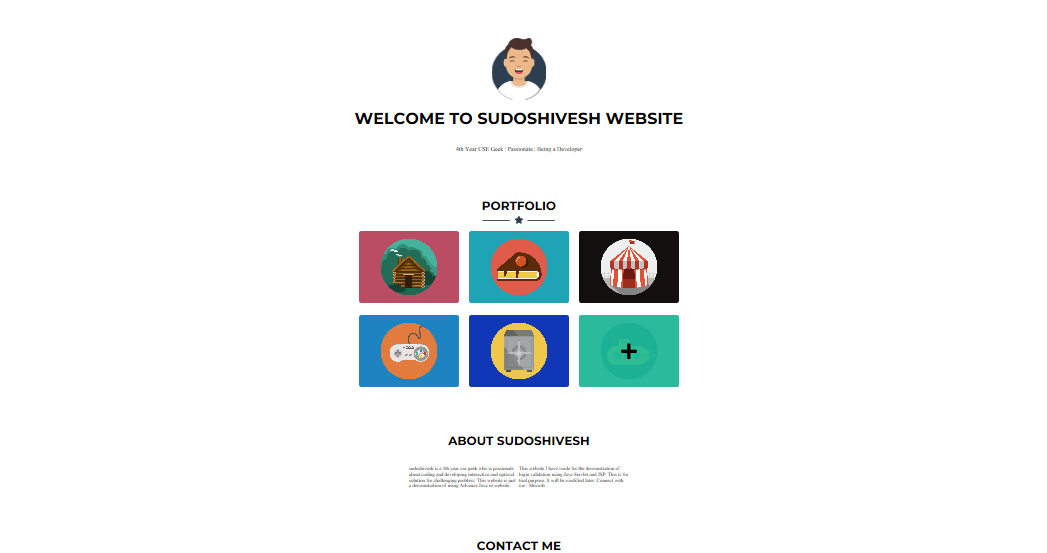 WELCOME TO SUDOSHIVESH WEBSITE
4th Year CSE Geek | Passionate | Being a Developer
PORTFOLIO
ABOUT SUDOSHIVESH
sudoshivesh is a 4th year cse geek who is passionate
about coding and developing interactive and optimal
solution for challenging problem. This website is just
a demonstration of using Advance Java in website.
This website I have made for the demonstration of
login validation using Java Servlet and JSP. This is for
trial purpose. It will be modified later. Connect with
me : Shivesh
CONTACT ME